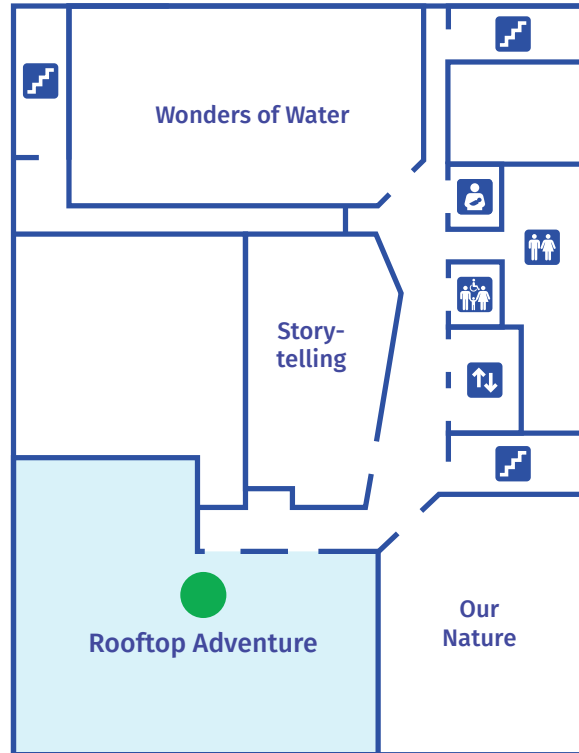 Wonders of Water
Story-
telling
Rooftop Adventure
Our
Nature